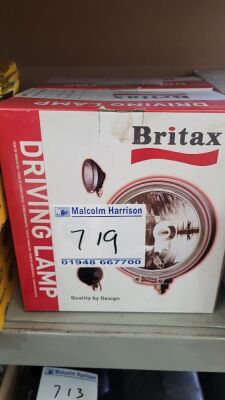 DRIVING LAMP
Britax
DRIVING LAMP
Malcolm Harrison
719
01948 667700
Quality by Design
Malcolm Harrison
713